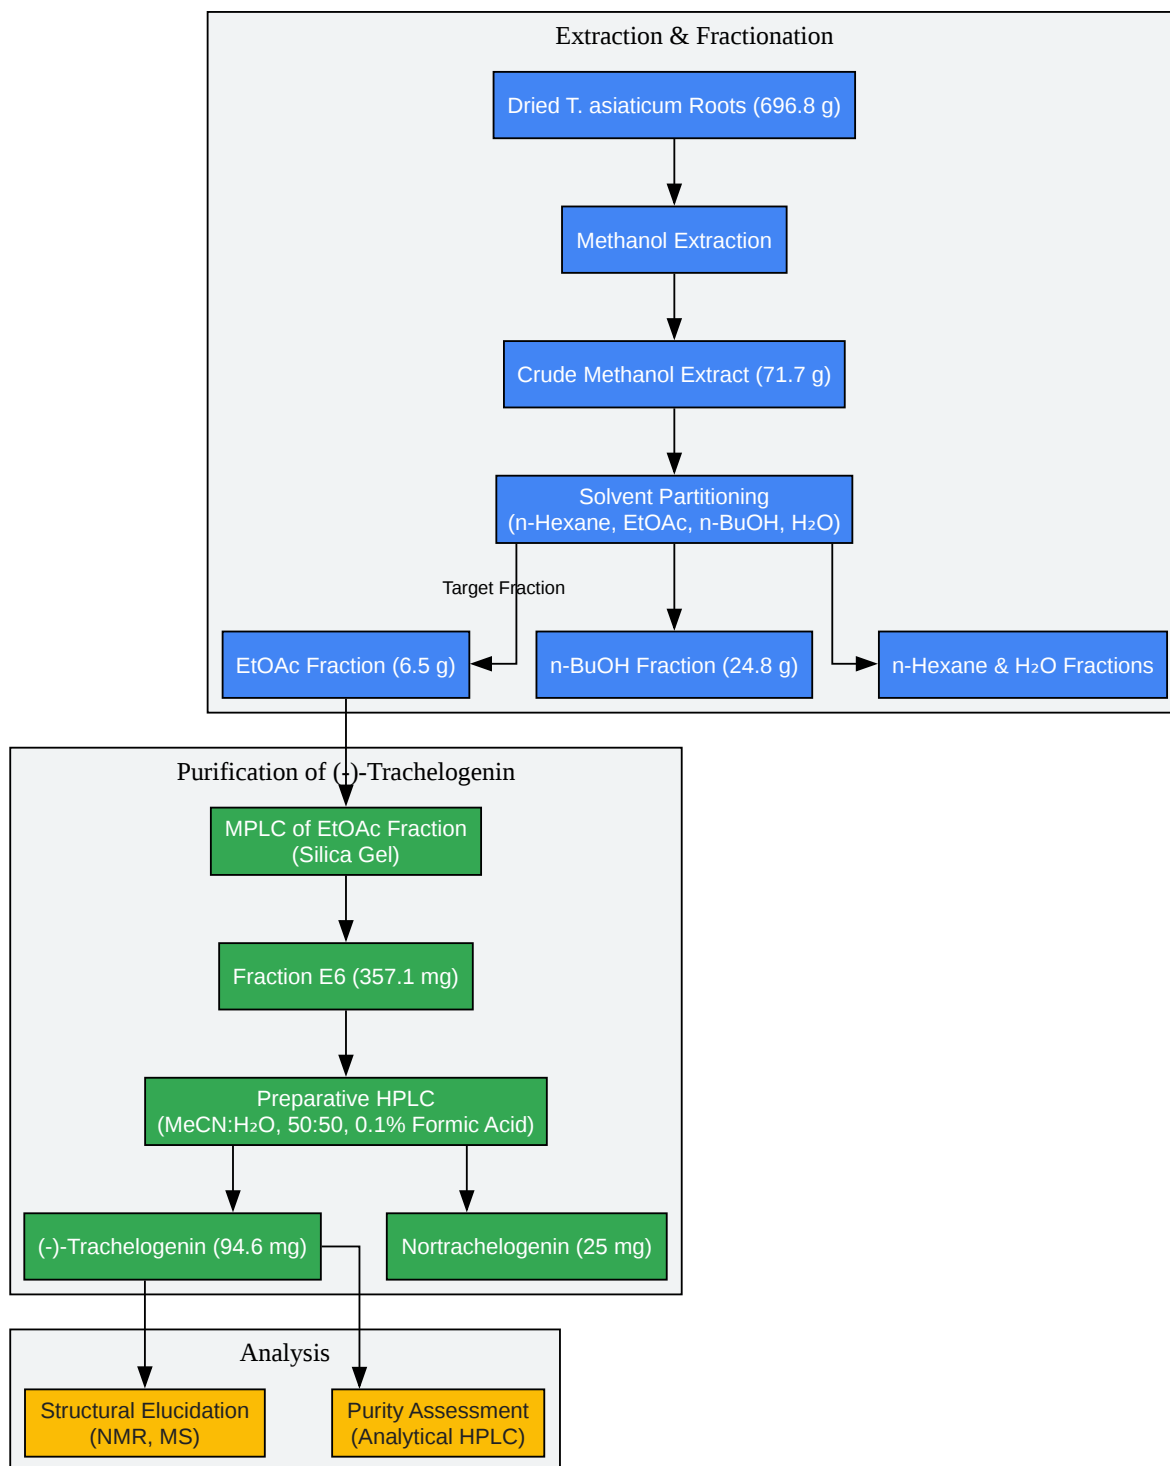 Extraction & Fractionation
Dried T. asiaticum Roots (696.8 g)
Methanol Extraction
Crude Methanol Extract (71.7 g)
Solvent Partitioning
(n-Hexane, EtOAc, n-BuOH, H₂O)
Target Fraction
EtOAc Fraction (6.5 g)
n-BuOH Fraction (24.8 g)
n-Hexane & H₂O Fractions
Purification of (-)-Trachelogenin
MPLC of EtOAc Fraction
(Silica Gel)
Fraction E6 (357.1 mg)
Preparative HPLC
(MeCN:H₂O, 50:50, 0.1% Formic Acid)
(-)-Trachelogenin (94.6 mg)
Nortrachelogenin (25 mg)
Analysis
Structural Elucidation
(NMR, MS)
Purity Assessment
(Analytical HPLC)